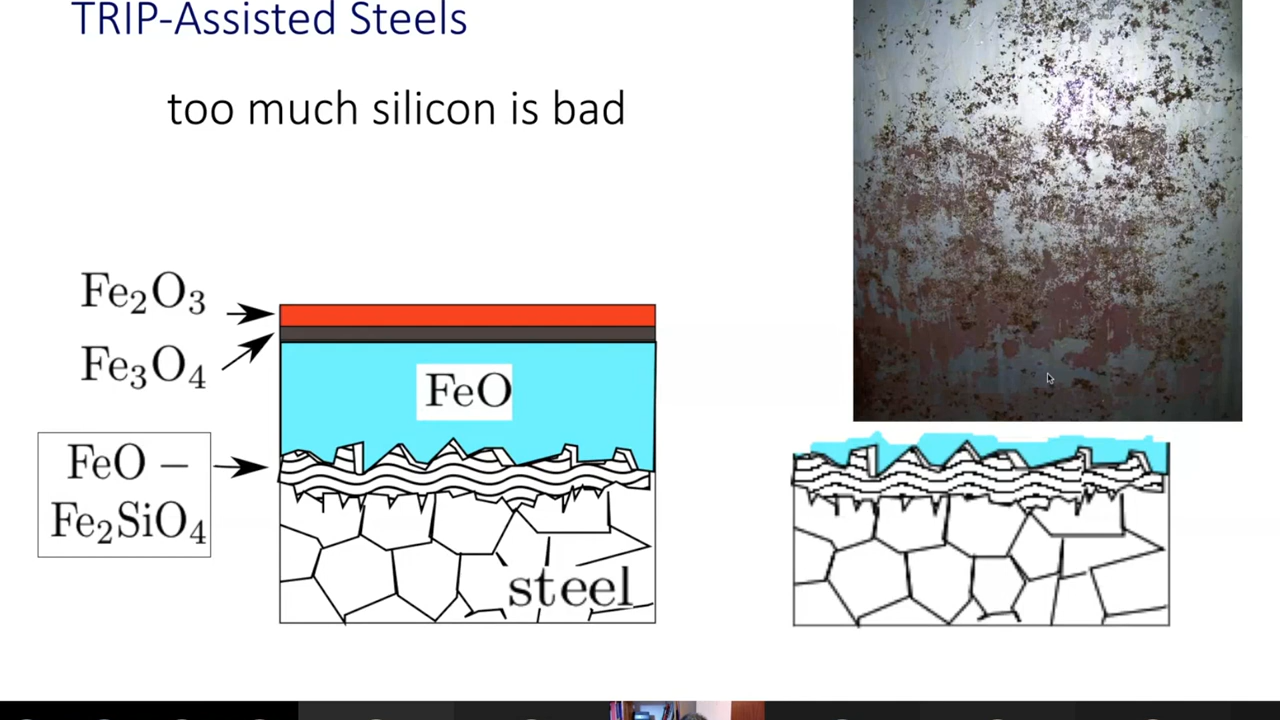 TRIP-Assisted Steels
too much silicon is bad
Fe₂O₃
Fe₃O₄
FeO
FeO –
Fe₂SiO₄
steel